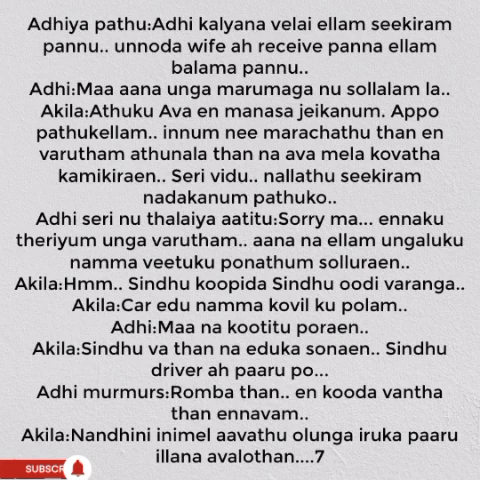 Adhiya pathu:Adhi kalyana velai ellam seekiram
pannu.. unnoda wife ah receive panna ellam
balama pannu..
Adhi:Maa aana unga marumaga nu sollalam la..
Akila:Athuku Ava en manasa jeikanum. Appo
pathukellam.. innum nee marachathu than en
varutham athunala than na ava mela kovatha
kamikiraen.. Seri vidu.. nallathu seekiram
nadakanum pathuko..
Adhi seri nu thalaiya aatitu:Sorry ma... ennaku
theriyum unga varutham.. aana na ellam ungaluku
namma veetuku ponathum solluraen..
Akila:Hmm.. Sindhu koopida Sindhu oodi varanga..
Akila:Car edu namma kovil ku polam..
Adhi:Maa na kootitu poraen..
Akila:Sindhu va than na eduka sonaen.. Sindhu
driver ah paaru po...
Adhi murmurs:Romba than.. en kooda vantha
than ennavam..
Akila:Nandhini inimel aavathu olunga iruka paaru
illana avalothan....7
SUBSCR